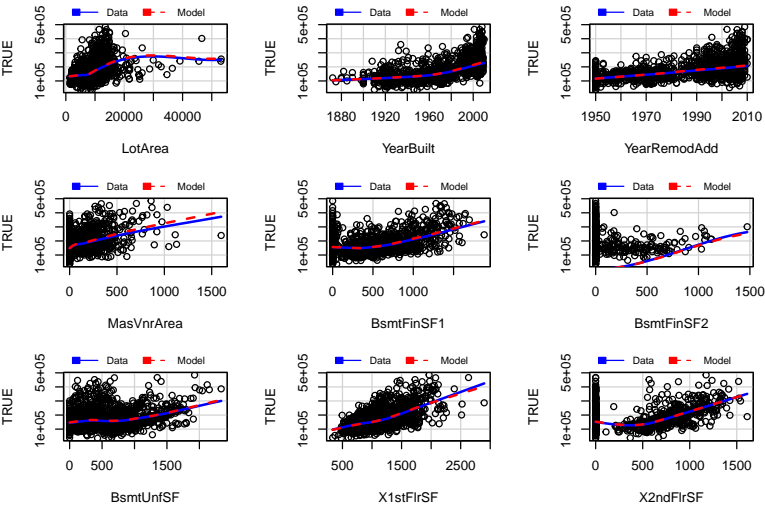 Data Model Data Model Data Model
TRUE 1e+05 5e+05 TRUE 1e+05 5e+05 TRUE 1e+05 5e+05
0 20000 40000 1880 1920 1960 2000 1950 1970 1990 2010
LotArea YearBuilt YearRemodAdd
Data Model Data Model Data Model
TRUE 1e+05 5e+05 TRUE 1e+05 5e+05 TRUE 1e+05 5e+05
0 500 1000 1500 0 500 1000 0 500 1000 1500
MasVnrArea BsmtFinSF1 BsmtFinSF2
Data Model Data Model Data Model
TRUE 1e+05 5e+05 TRUE 1e+05 5e+05 TRUE 1e+05 5e+05
0 500 1500 500 1500 2500 0 500 1000 1500
BsmtUnfSF X1stFlrSF X2ndFlrSF